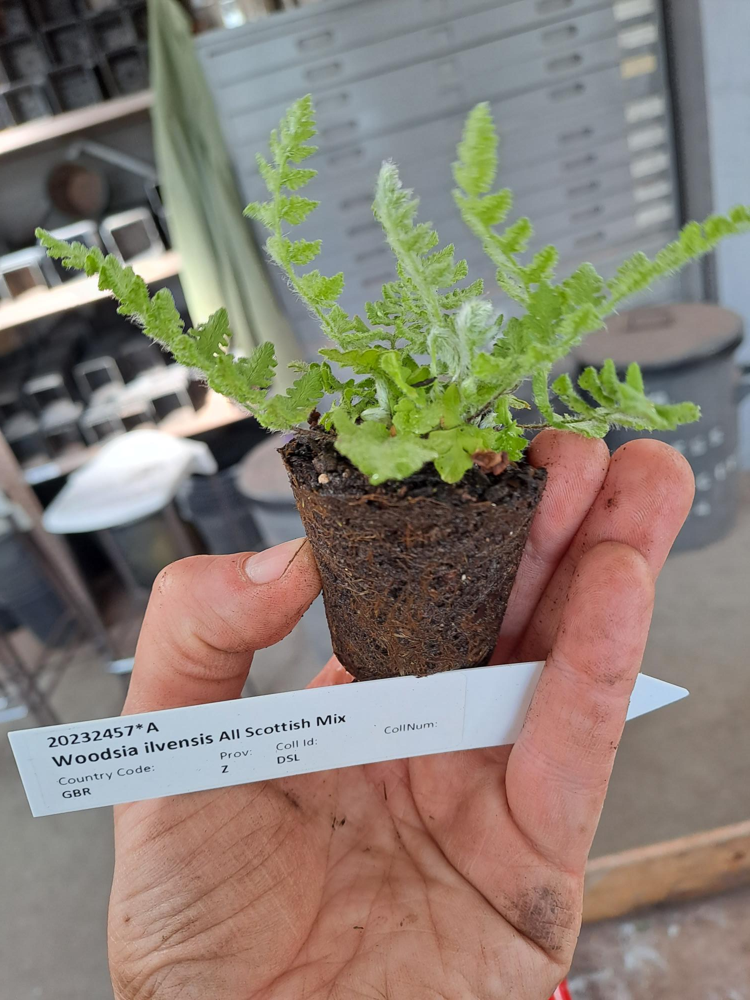 20232457*A
Woodsia ilvensis All Scottish Mix
Country Code: Prov: Coll Id: CollNum:
GBR Z DSL